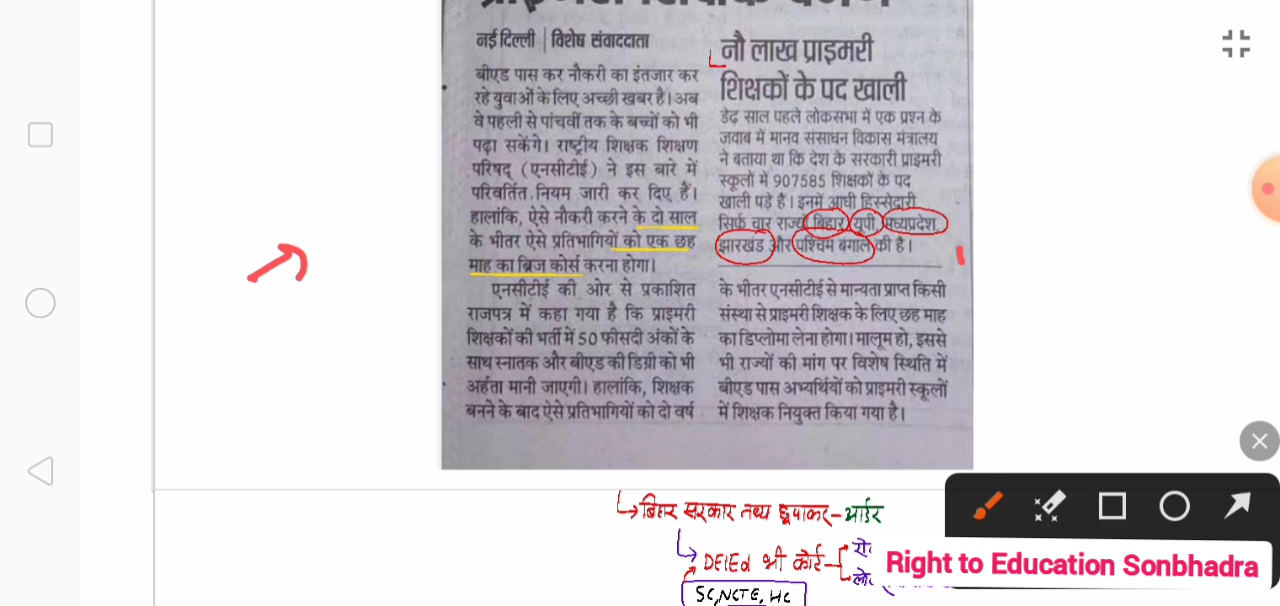 नई दिल्ली | विशेष संवाददाता
बीएड पास कर नौकरी का इंतजार कर
रहे युवाओं के लिए अच्छी खबर है। अब
वे पहली से पांचवीं तक के बच्चों को भी
पढ़ा सकेंगे। राष्ट्रीय शिक्षक शिक्षण
परिषद् (एनसीटीई) ने इस बारे में
परिवर्तित नियम जारी कर दिए हैं।
हालांकि, ऐसे नौकरी करने के दो साल
के भीतर ऐसे प्रतिभागियों को एक छह
माह का ब्रिज कोर्स करना होगा।
एनसीटीई की ओर से प्रकाशित
राजपत्र में कहा गया है कि प्राइमरी
शिक्षकों की भर्ती में 50 फीसदी अंकों के
साथ स्नातक और बीएड की डिग्री को भी
अर्हता मानी जाएगी। हालांकि, शिक्षक
बनने के बाद ऐसे प्रतिभागियों को दो वर्ष
नौ लाख प्राइमरी
शिक्षकों के पद खाली
डेढ़ साल पहले लोकसभा में एक प्रश्न के
जवाब में मानव संसाधन विकास मंत्रालय
ने बताया था कि देश के सरकारी प्राइमरी
स्कूलों में 907585 शिक्षकों के पद
खाली पड़े हैं। इनमें आधी हिस्सेदारी
सिर्फ चार राज्य बिहार, यूपी, मध्यप्रदेश,
झारखंड और पश्चिम बंगाल की है।
के भीतर एनसीटीई से मान्यता प्राप्त किसी
संस्था से प्राइमरी शिक्षक के लिए छह माह
का डिप्लोमा लेना होगा। मालूम हो, इससे
भी राज्यों की मांग पर विशेष स्थिति में
बीएड पास अभ्यर्थियों को प्राइमरी स्कूलों
में शिक्षक नियुक्त किया गया है।
बिहार सरकार तथ्य छुपाकर - आर्डर
DElEd भी कोर्ट -
SC, NCTE, HC
Right to Education Sonbhadra